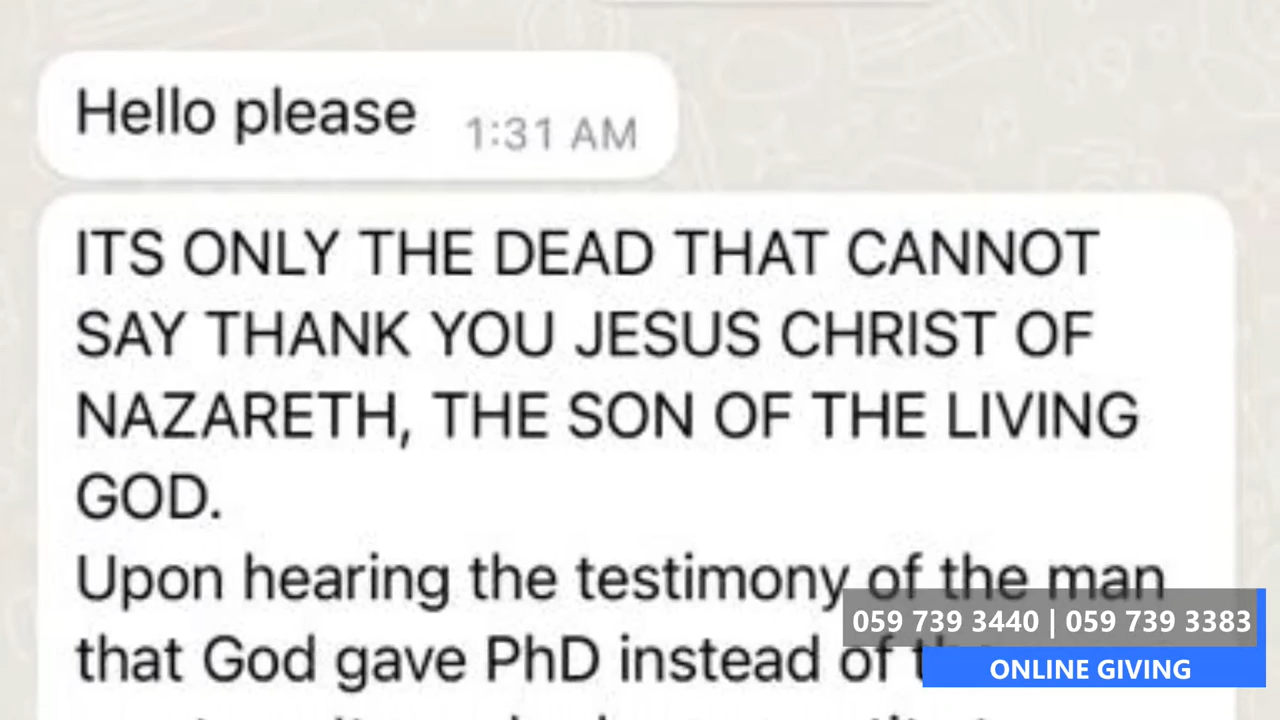 Hello please
1:31 AM
ITS ONLY THE DEAD THAT CANNOT
SAY THANK YOU JESUS CHRIST OF
NAZARETH, THE SON OF THE LIVING
GOD.
Upon hearing the testimony of the man
that God gave PhD instead of
059 739 3440 | 059 739 3383
ONLINE GIVING